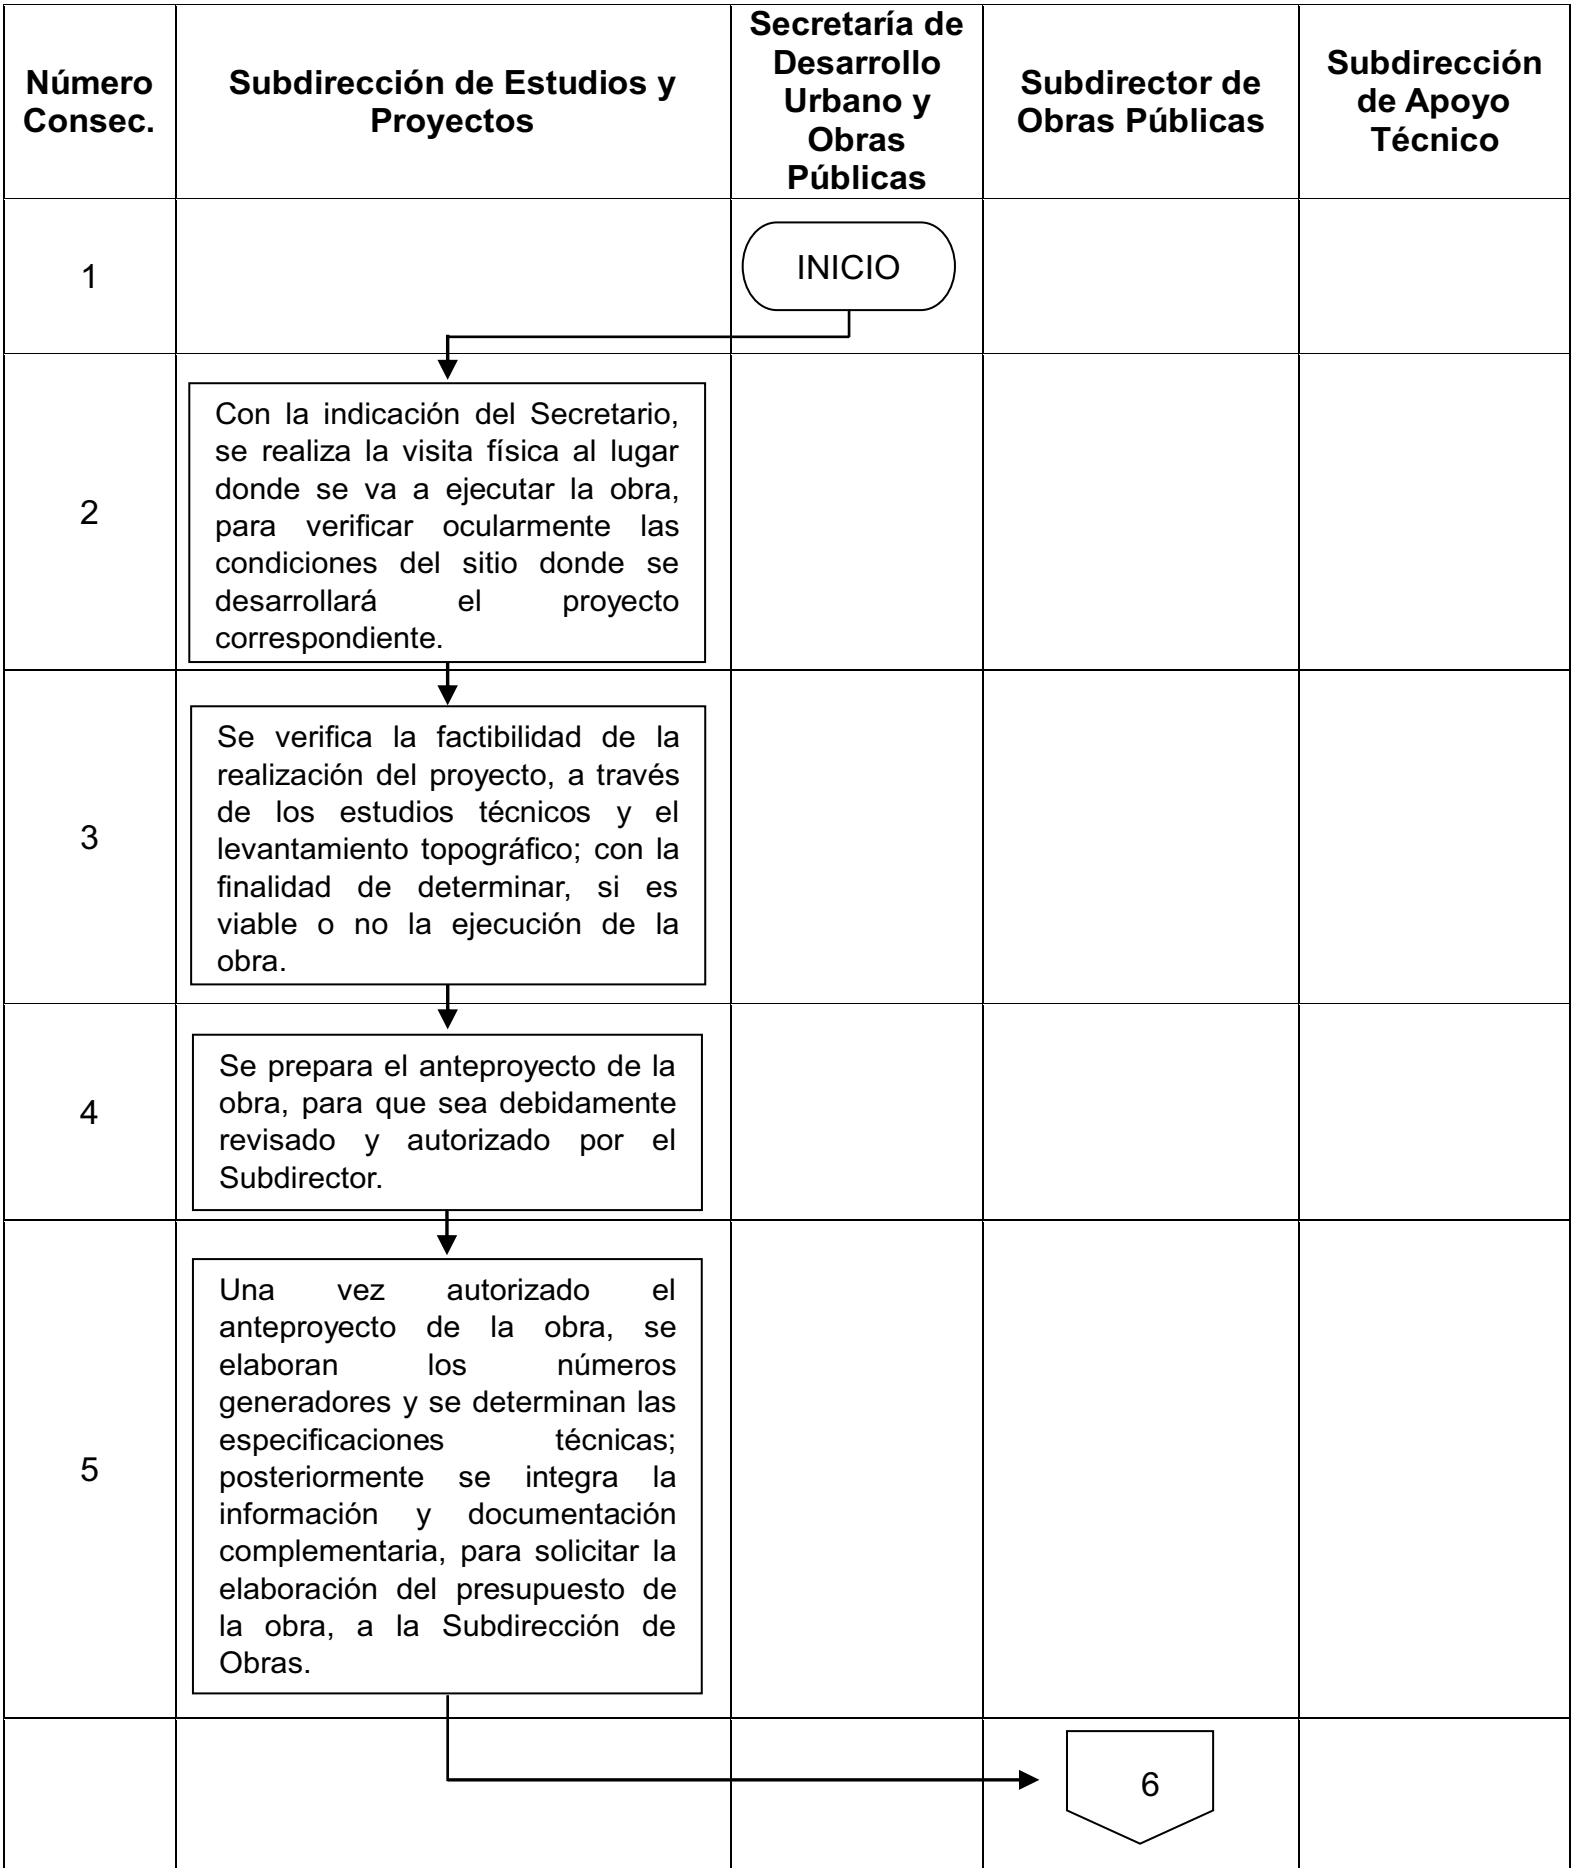 Número
Consec.
Subdirección de Estudios y
Proyectos
Secretaría de
Desarrollo
Urbano y
Obras
Públicas
Subdirector de
Obras Públicas
Subdirección
de Apoyo
Técnico
1
INICIO
2
Con la indicación del Secretario,
se realiza la visita física al lugar
donde se va a ejecutar la obra,
para verificar ocularmente las
condiciones del sitio donde se
desarrollará el proyecto
correspondiente.
3
Se verifica la factibilidad de la
realización del proyecto, a través
de los estudios técnicos y el
levantamiento topográfico; con la
finalidad de determinar, si es
viable o no la ejecución de la
obra.
4
Se prepara el anteproyecto de la
obra, para que sea debidamente
revisado y autorizado por el
Subdirector.
5
Una vez autorizado el
anteproyecto de la obra, se
elaboran los números
generadores y se determinan las
especificaciones técnicas;
posteriormente se integra la
información y documentación
complementaria, para solicitar la
elaboración del presupuesto de
la obra, a la Subdirección de
Obras.
6